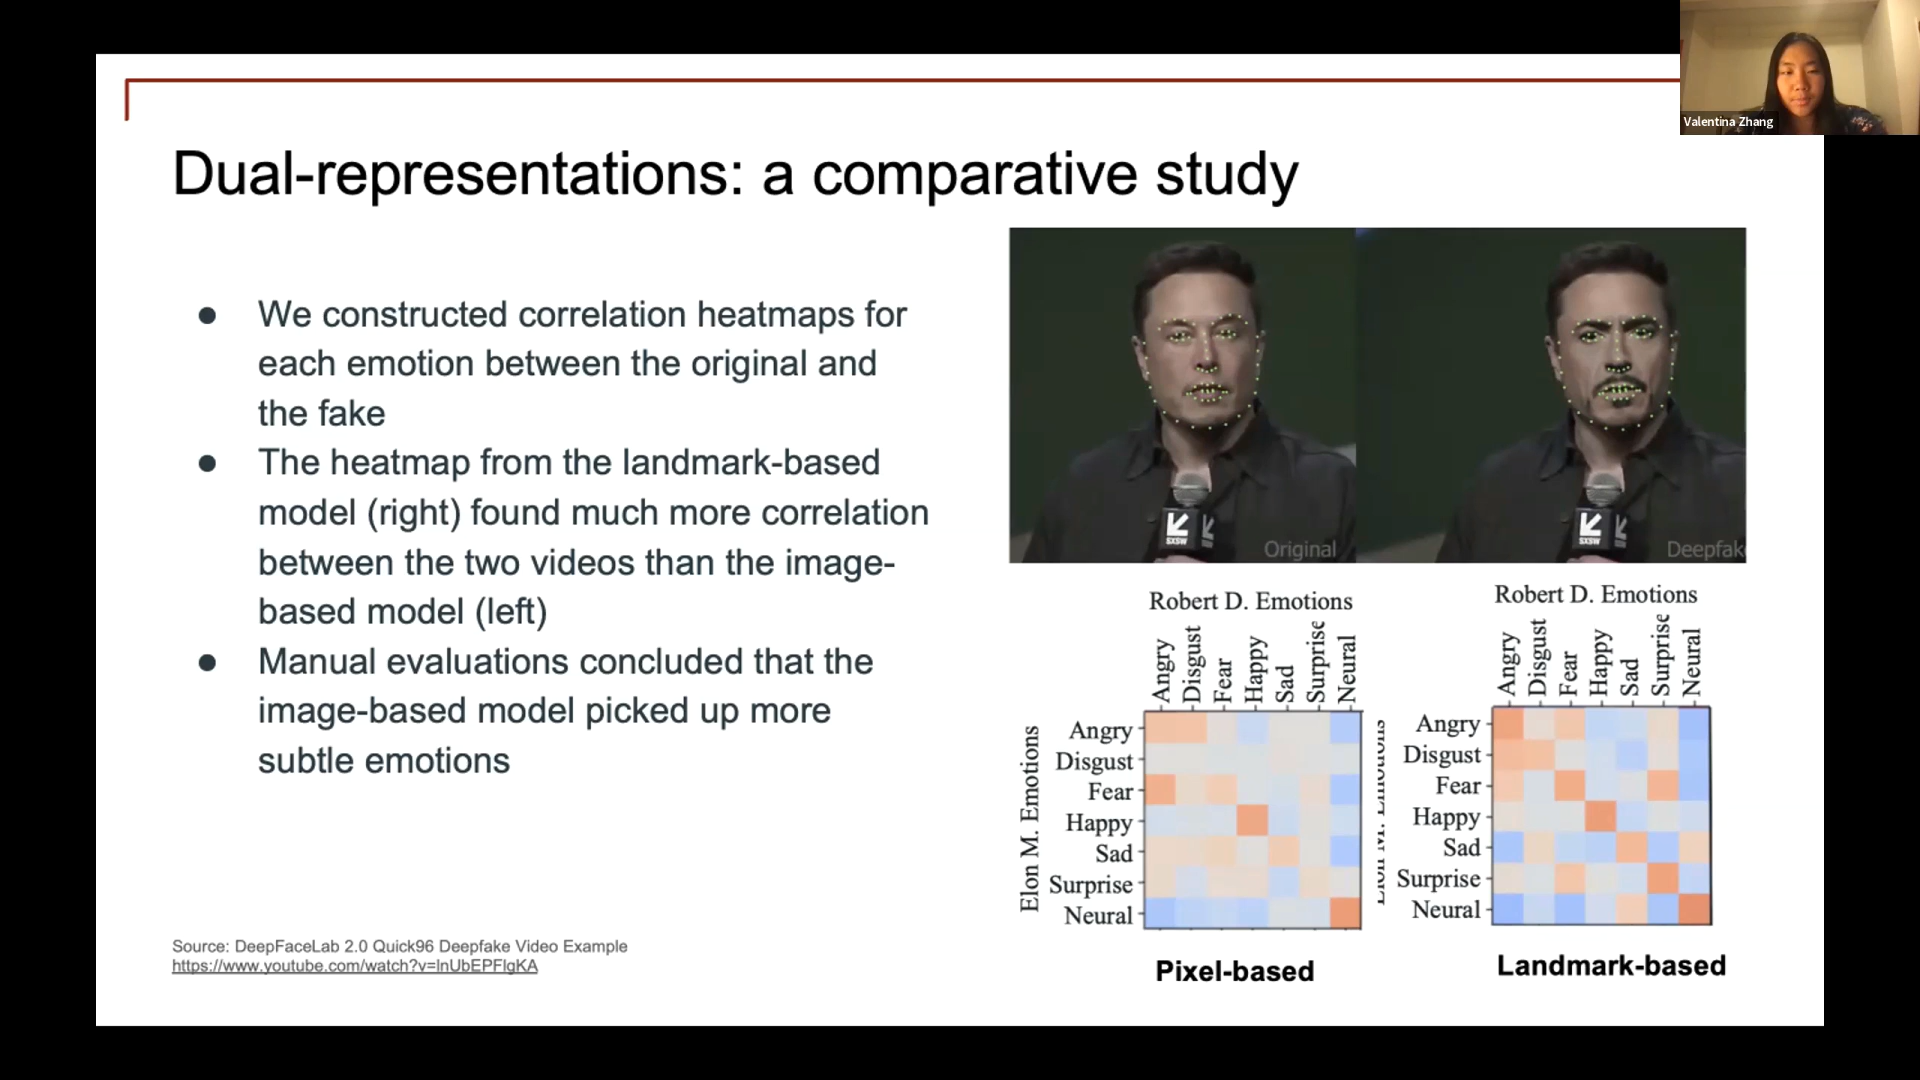 Valentina Zhang
Dual-representations: a comparative study
● We constructed correlation heatmaps for
each emotion between the original and
the fake
● The heatmap from the landmark-based
model (right) found much more correlation
between the two videos than the image-
based model (left)
● Manual evaluations concluded that the
image-based model picked up more
subtle emotions
Source: DeepFaceLab 2.0 Quick96 Deepfake Video Example
https://www.youtube.com/watch?v=lnUbEPFlgKA
SXSW
Original
SXSW
Deepfak
Robert D. Emotions
Angry
Disgust
Fear
Happy
Sad
Surprise
Neural
Elon M. Emotions
Angry
Disgust
Fear
Happy
Sad
Surprise
Neural
Pixel-based
Robert D. Emotions
Angry
Disgust
Fear
Happy
Sad
Surprise
Neural
Elon M. Emotions
Angry
Disgust
Fear
Happy
Sad
Surprise
Neural
Landmark-based